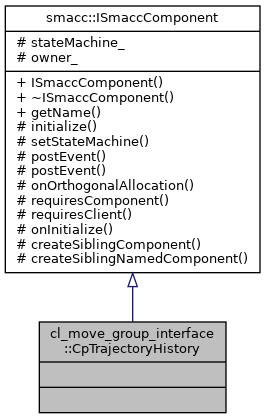 smacc::ISmaccComponent
# stateMachine_
# owner_
+ ISmaccComponent()
+ ~ISmaccComponent()
+ getName()
# initialize()
# setStateMachine()
# postEvent()
# postEvent()
# onOrthogonalAllocation()
# requiresComponent()
# requiresClient()
# onInitialize()
# createSiblingComponent()
# createSiblingNamedComponent()
cl_move_group_interface
::CpTrajectoryHistory